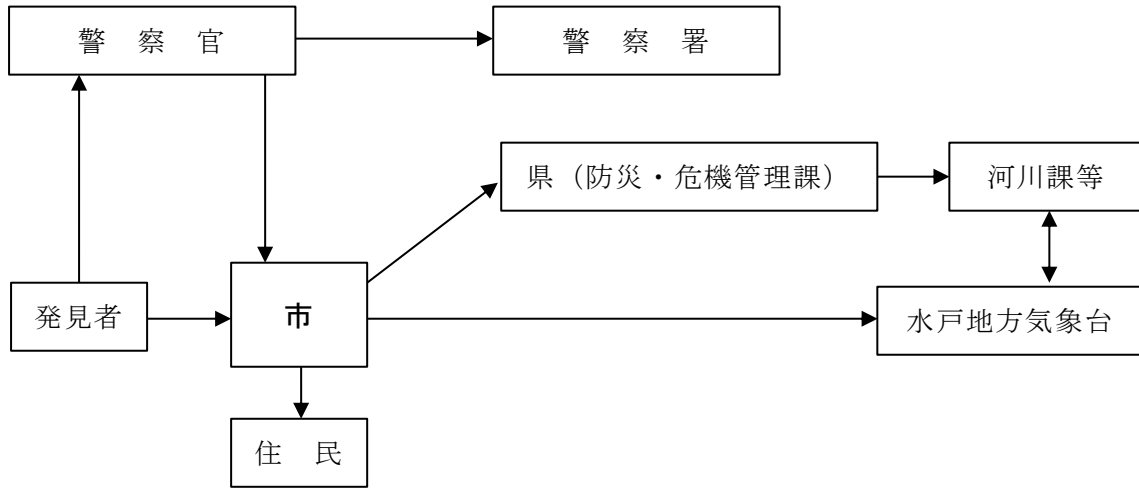 警 察 官
警 察 署
県（防災・危機管理課）
河川課等
発見者
市
水戸地方気象台
住 民